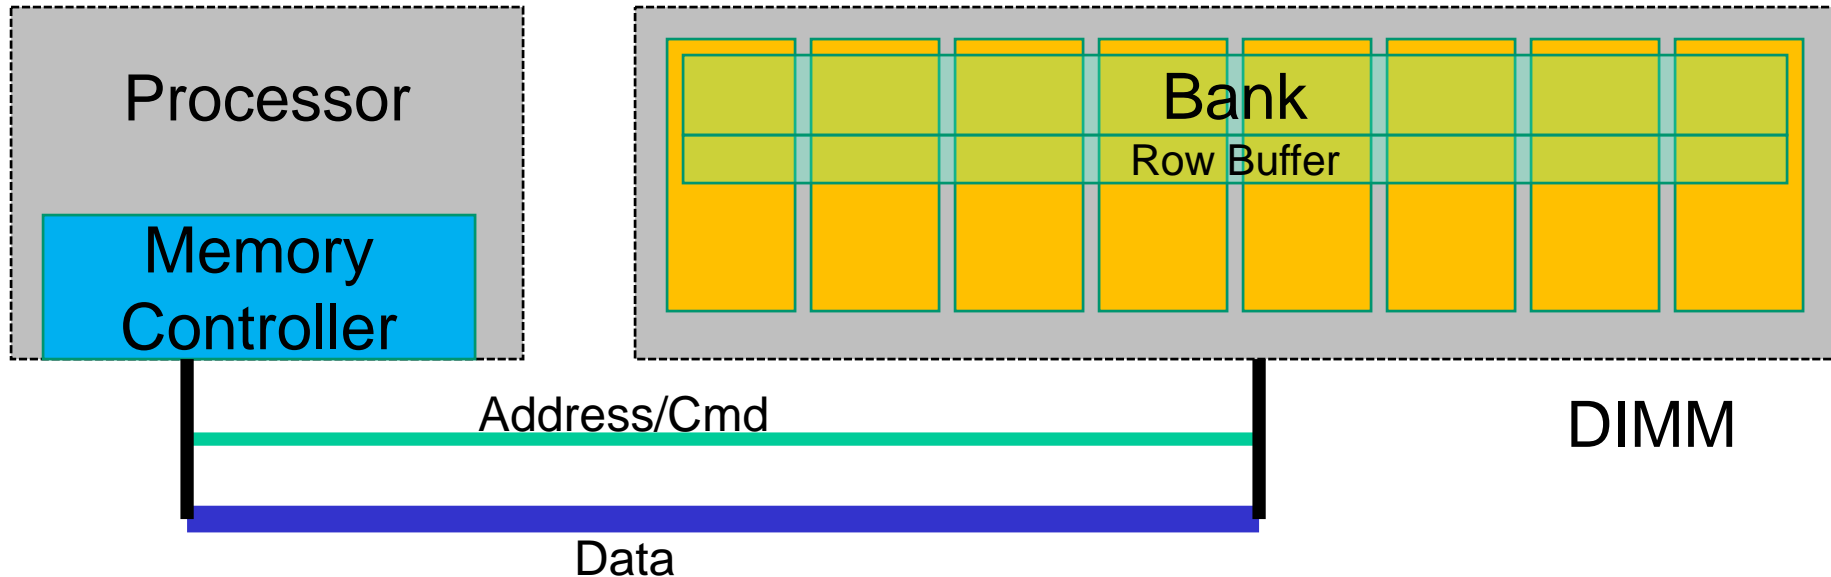 Processor
Bank
Row Buffer
Memory
Controller
Address/Cmd
DIMM
Data